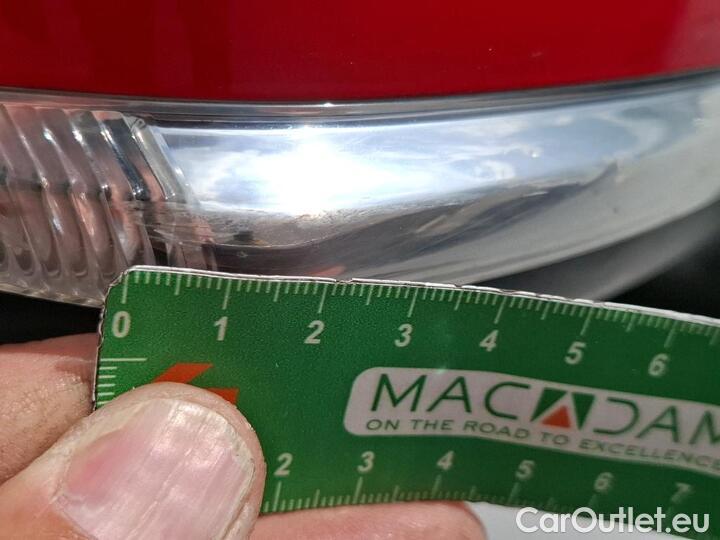 0 1 2 3 4 5 6
MACADAM
ON THE ROAD TO EXCELLENCE
2 3 4 5 6 7
CarOutlet.eu